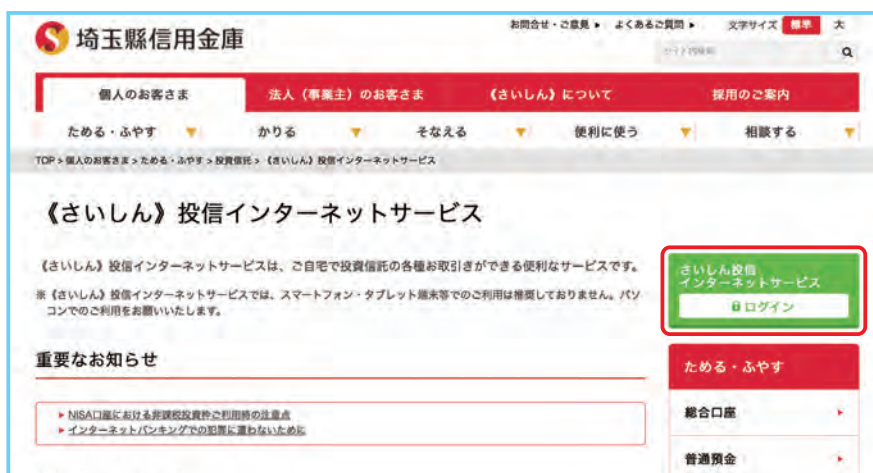 埼玉縣信用金庫
お問合せ・ご意見 よくあるご質問 文字サイズ 標準 大
個人のお客さま 法人（事業主）のお客さま 《さいしん》について 採用のご案内
ためる・ふやす かりる そなえる 便利に使う 相談する
TOP > 個人のお客さま > ためる・ふやす > 投資信託 > 《さいしん》投信インターネットサービス
《さいしん》投信インターネットサービス
《さいしん》投信インターネットサービスは、ご自宅で投資信託の各種お取引きができる便利なサービスです。
※《さいしん》投信インターネットサービスでは、スマートフォン・タブレット端末等でのご利用は推奨しておりません。パソ
コンでのご利用をお願いいたします。
さいしん投信
インターネットサービス
ログイン
重要なお知らせ
NISA口座における非課税投資枠ご利用時の注意点
インターネットバンキングでの犯罪に遭わないために
ためる・ふやす
総合口座
普通預金